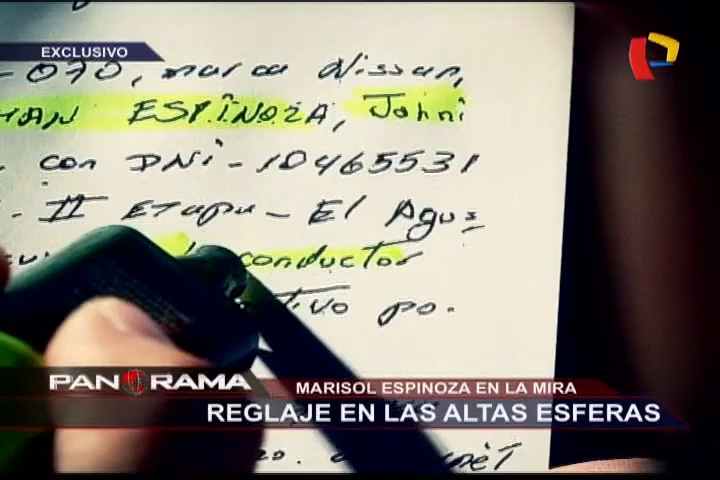 EXCLUSIVO
-070, marca Nissan,
ESPINOZA, Johni
con DNi-10465531
II Etapa - El Agus
conductor
po.
PANORAMA
MARISOL ESPINOZA EN LA MIRA
REGLAJE EN LAS ALTAS ESFERAS